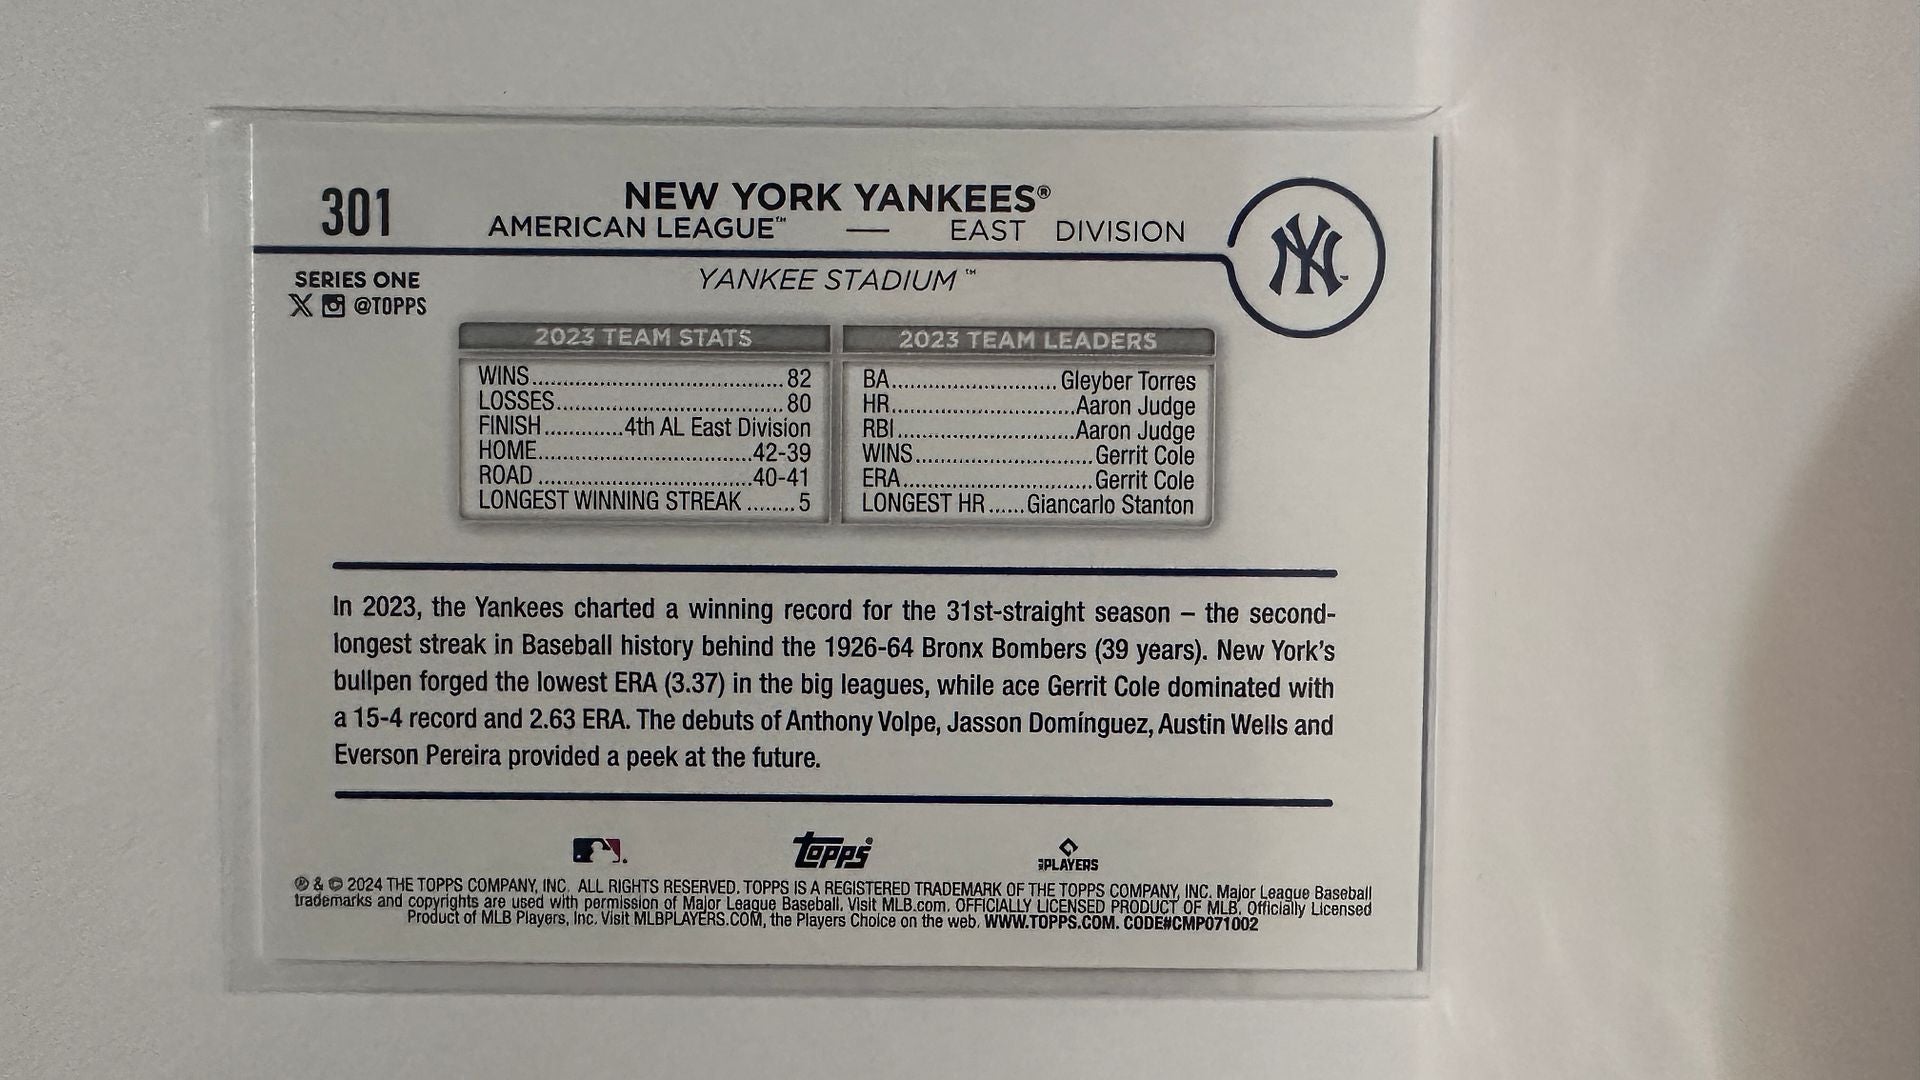 301
NEW YORK YANKEES®
AMERICAN LEAGUE™ — EAST DIVISION
NY™
SERIES ONE
X @TOPPS
YANKEE STADIUM™
2023 TEAM STATS
WINS........................................82
LOSSES....................................80
FINISH.............4th AL East Division
HOME...................................42-39
ROAD...................................40-41
LONGEST WINNING STREAK ........5
2023 TEAM LEADERS
BA...........................Gleyber Torres
HR.............................Aaron Judge
RBI............................Aaron Judge
WINS.............................Gerrit Cole
ERA...............................Gerrit Cole
LONGEST HR......Giancarlo Stanton
In 2023, the Yankees charted a winning record for the 31st-straight season – the second-
longest streak in Baseball history behind the 1926-64 Bronx Bombers (39 years). New York's
bullpen forged the lowest ERA (3.37) in the big leagues, while ace Gerrit Cole dominated with
a 15-4 record and 2.63 ERA. The debuts of Anthony Volpe, Jasson Domínguez, Austin Wells and
Everson Pereira provided a peek at the future.
topps
PLAYERS
℗ & © 2024 THE TOPPS COMPANY, INC. ALL RIGHTS RESERVED. TOPPS IS A REGISTERED TRADEMARK OF THE TOPPS COMPANY, INC. Major League Baseball
trademarks and copyrights are used with permission of Major League Baseball. Visit MLB.com. OFFICIALLY LICENSED PRODUCT OF MLB. Officially Licensed
Product of MLB Players, Inc. Visit MLBPLAYERS.COM, the Players Choice on the web. WWW.TOPPS.COM. CODE#CMP071002